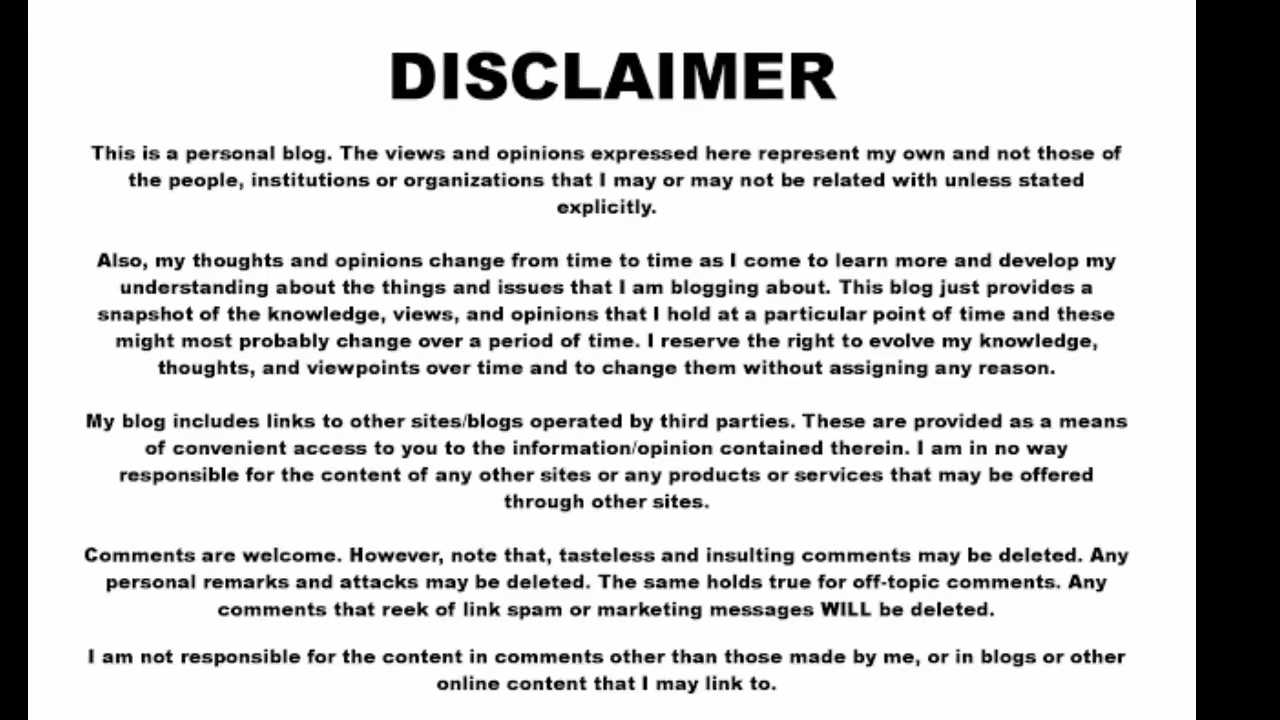 DISCLAIMER
This is a personal blog. The views and opinions expressed here represent my own and not those of
the people, institutions or organizations that I may or may not be related with unless stated
explicitly.
Also, my thoughts and opinions change from time to time as I come to learn more and develop my
understanding about the things and issues that I am blogging about. This blog just provides a
snapshot of the knowledge, views, and opinions that I hold at a particular point of time and these
might most probably change over a period of time. I reserve the right to evolve my knowledge,
thoughts, and viewpoints over time and to change them without assigning any reason.
My blog includes links to other sites/blogs operated by third parties. These are provided as a means
of convenient access to you to the information/opinion contained therein. I am in no way
responsible for the content of any other sites or any products or services that may be offered
through other sites.
Comments are welcome. However, note that, tasteless and insulting comments may be deleted. Any
personal remarks and attacks may be deleted. The same holds true for off-topic comments. Any
comments that reek of link spam or marketing messages WILL be deleted.
I am not responsible for the content in comments other than those made by me, or in blogs or other
online content that I may link to.